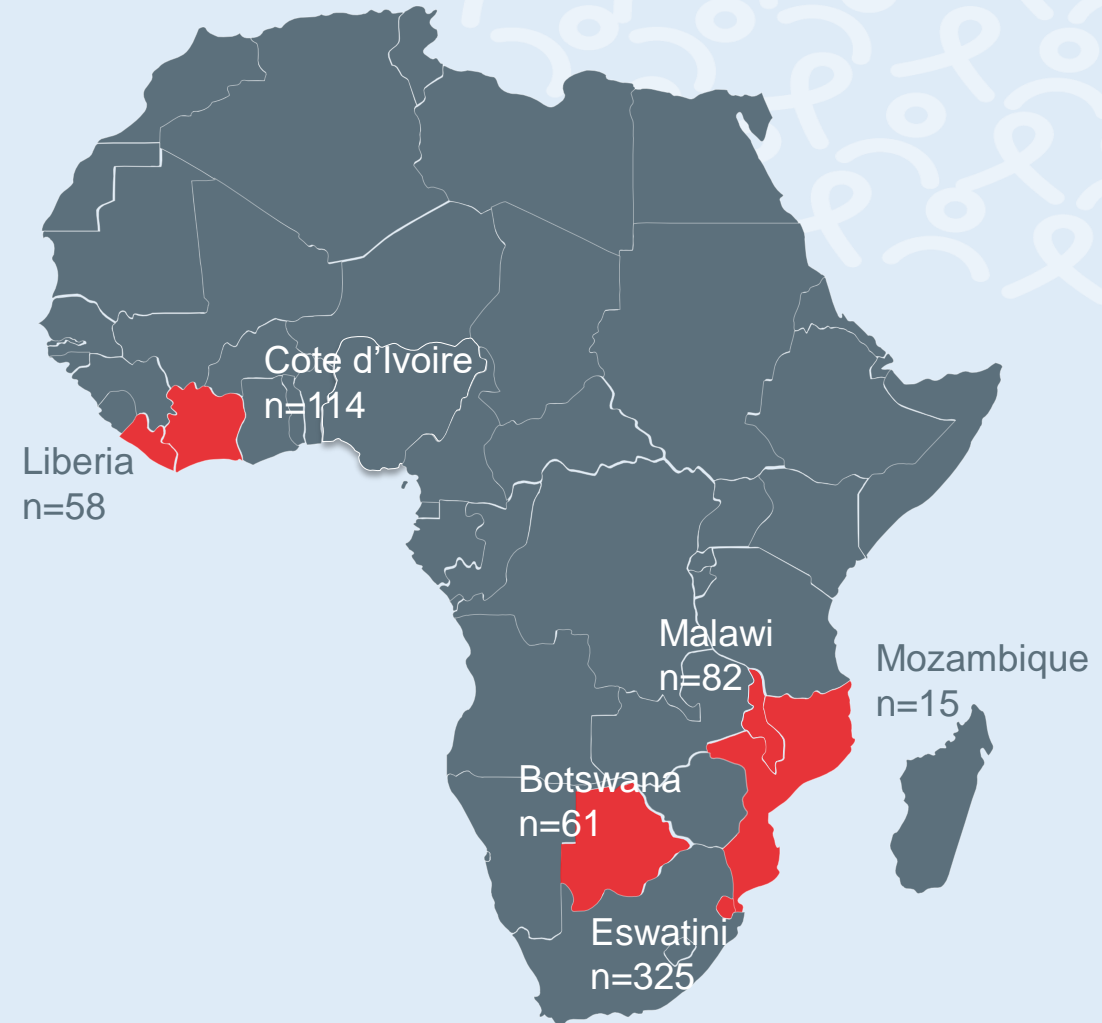 Cote d’Ivoire
n=114
Liberia
n=58
Malawi
n=82
Mozambique
n=15
Botswana
n=61
Eswatini
n=325